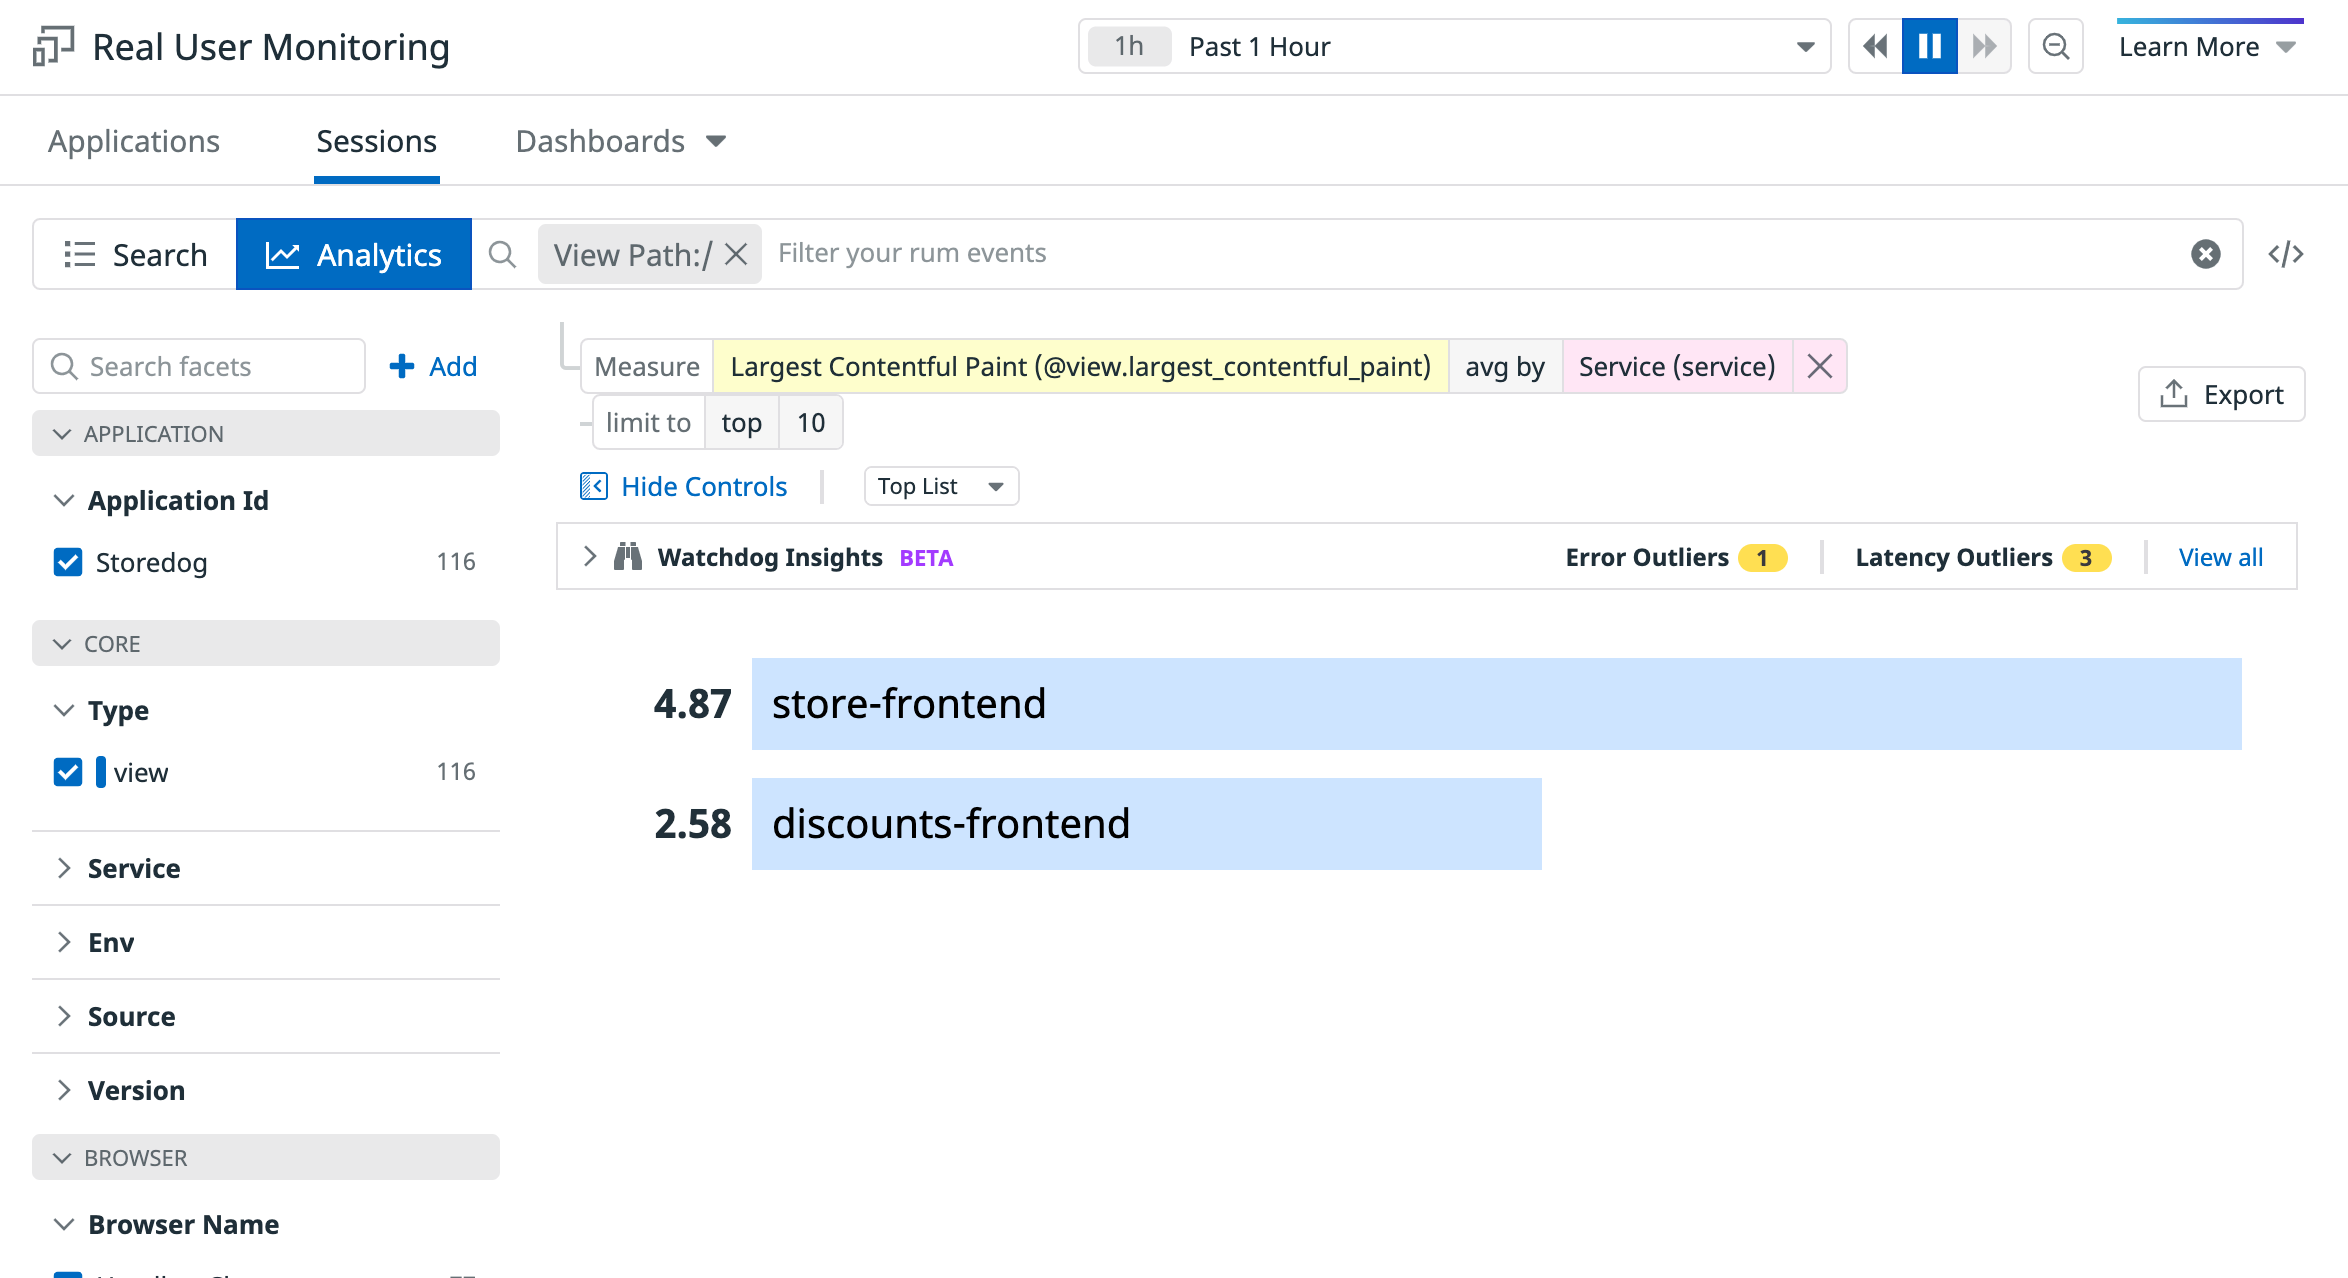 Real User Monitoring
1h Past 1 Hour
Learn More
Applications Sessions Dashboards
Search Analytics View Path:/ Filter your rum events
Search facets Add
Measure Largest Contentful Paint (@view.largest_contentful_paint) avg by Service (service)
limit to top 10
Export
APPLICATION
Hide Controls Top List
Application Id
Storedog 116
Watchdog Insights BETA Error Outliers 1 Latency Outliers 3 View all
CORE
Type
view 116
4.87 store-frontend
2.58 discounts-frontend
Service
Env
Source
Version
BROWSER
Browser Name